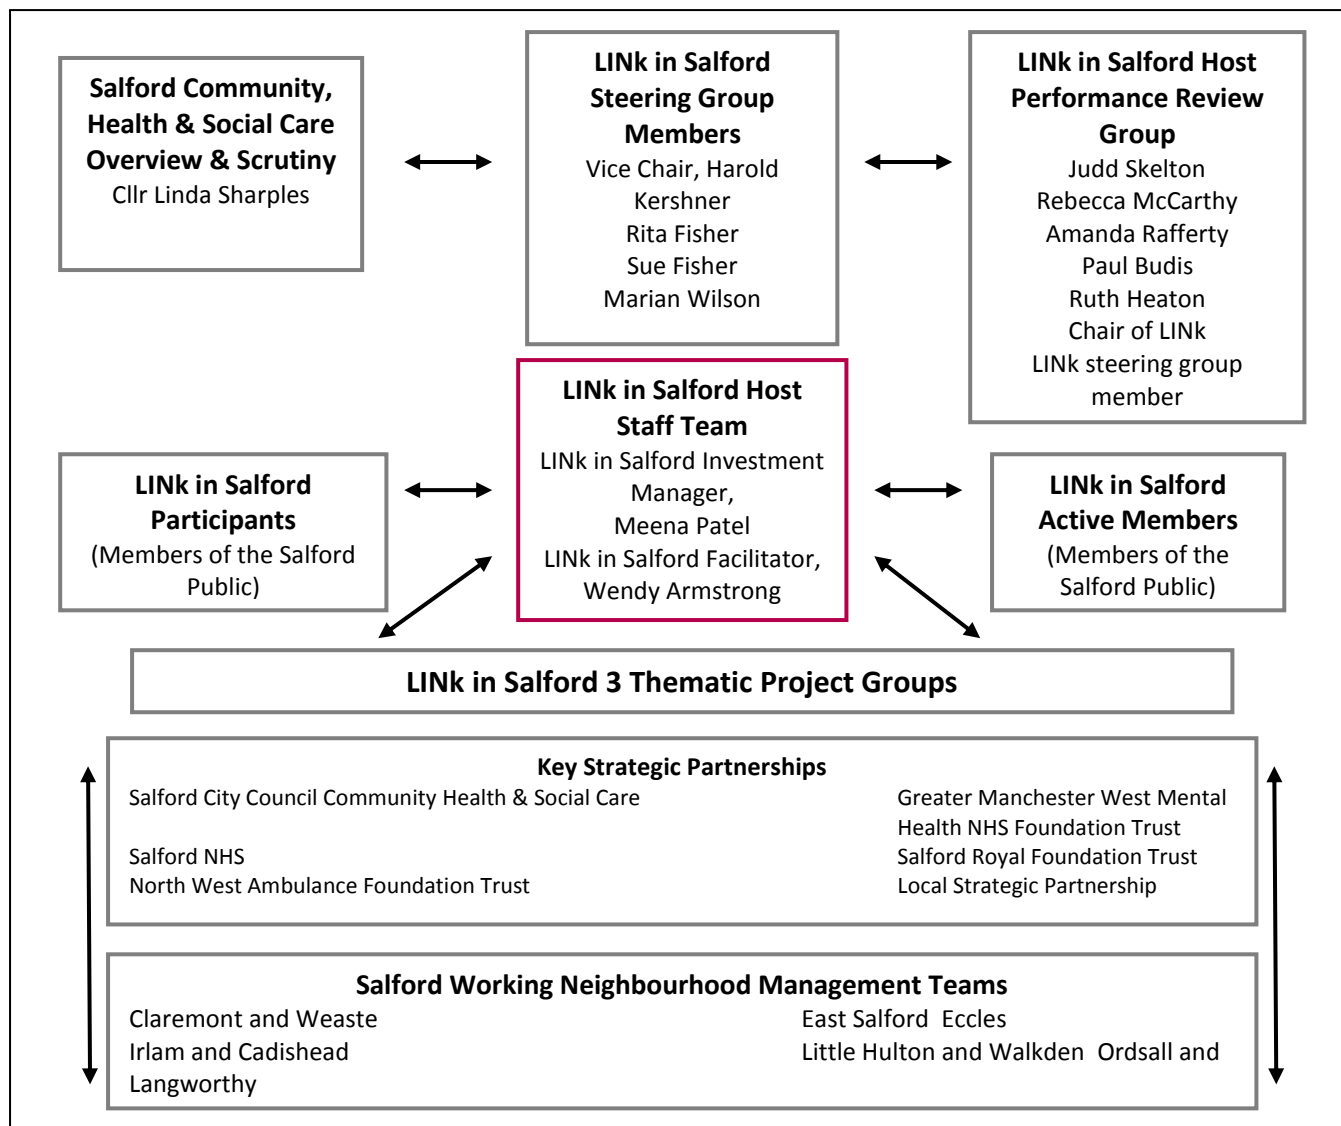 Salford Community,
Health & Social Care
Overview & Scrutiny
Cllr Linda Sharples
LINk in Salford
Steering Group
Members
Vice Chair, Harold
Kershner
Rita Fisher
Sue Fisher
Marian Wilson
LINk in Salford Host
Performance Review
Group
Judd Skelton
Rebecca McCarthy
Amanda Rafferty
Paul Budis
Ruth Heaton
Chair of LINk
LINk steering group
member
LINk in Salford
Participants
(Members of the Salford
Public)
LINk in Salford Host
Staff Team
LINk in Salford Investment
Manager,
Meena Patel
LINk in Salford Facilitator,
Wendy Armstrong
LINk in Salford
Active Members
(Members of the
Salford Public)
LINk in Salford 3 Thematic Project Groups
Key Strategic Partnerships
Salford City Council Community Health & Social Care
Greater Manchester West Mental
Health NHS Foundation Trust
Salford NHS
Salford Royal Foundation Trust
North West Ambulance Foundation Trust
Local Strategic Partnership
Salford Working Neighbourhood Management Teams
Claremont and Weaste
East Salford  Eccles
Irlam and Cadishead
Little Hulton and Walkden  Ordsall and
Langworthy